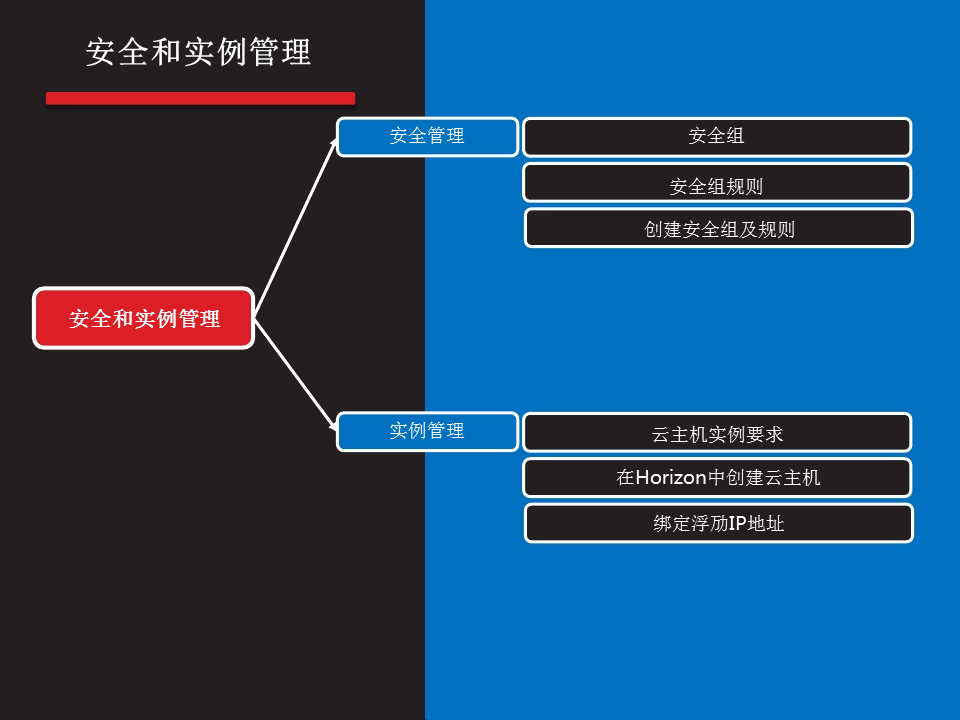 安全和实例管理
安全管理
安全组
安全组规则
创建安全组及规则
安全和实例管理
实例管理
云主机实例要求
在Horizon中创建云主机
绑定浮劢IP地址